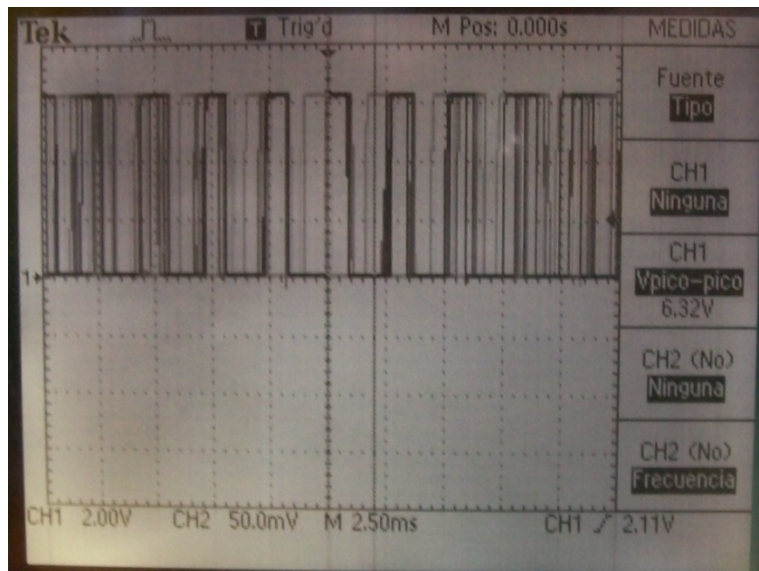 Tek T Trig'd M Pos: 0.000s MEDIDAS
Fuente
Tipo
CH1
Ninguna
CH1
Vpico-pico
6.32V
CH2 (No)
Ninguna
CH2 (No)
Frecuencia
1
CH1 2.00V CH2 50.0mV M 2.50ms CH1 2.11V